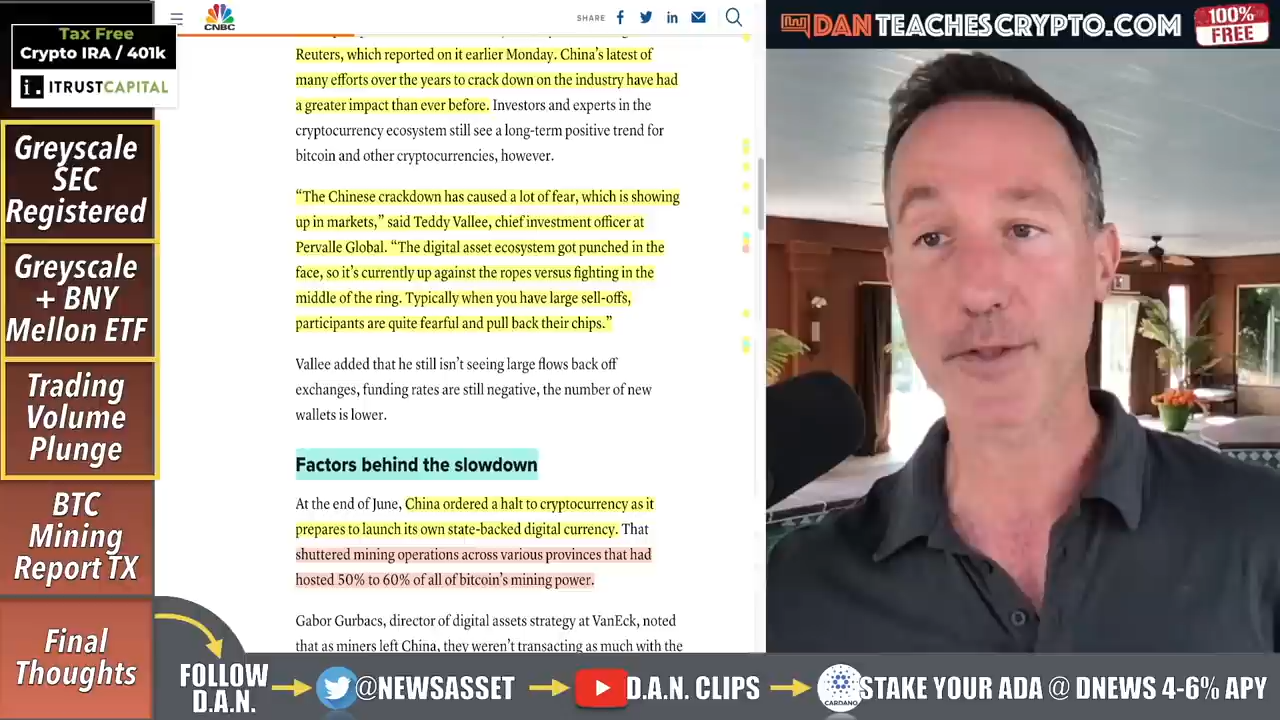 Tax Free
Crypto IRA / 401k
ITRUSTCAPITAL
Greyscale
SEC
Registered
Greyscale
+ BNY
Mellon ETF
Trading
Volume
Plunge
BTC
Mining
Report TX
Final
Thoughts
CNBC
SHARE
Reuters, which reported on it earlier Monday. China's latest of
many efforts over the years to crack down on the industry have had
a greater impact than ever before. Investors and experts in the
cryptocurrency ecosystem still see a long-term positive trend for
bitcoin and other cryptocurrencies, however.
“The Chinese crackdown has caused a lot of fear, which is showing
up in markets,” said Teddy Vallee, chief investment officer at
Pervalle Global. “The digital asset ecosystem got punched in the
face, so it's currently up against the ropes versus fighting in the
middle of the ring. Typically when you have large sell-offs,
participants are quite fearful and pull back their chips.”
Vallee added that he still isn't seeing large flows back off
exchanges, funding rates are still negative, the number of new
wallets is lower.
Factors behind the slowdown
At the end of June, China ordered a halt to cryptocurrency as it
prepares to launch its own state-backed digital currency. That
shuttered mining operations across various provinces that had
hosted 50% to 60% of all of bitcoin's mining power.
Gabor Gurbacs, director of digital assets strategy at VanEck, noted
that as miners left China, they weren't transacting as much with the
DANTEACHESCRYPTO.COM
100%
FREE
FOLLOW
D.A.N.
@NEWSASSET
D.A.N. CLIPS
CARDANO
STAKE YOUR ADA @ DNEWS 4-6% APY